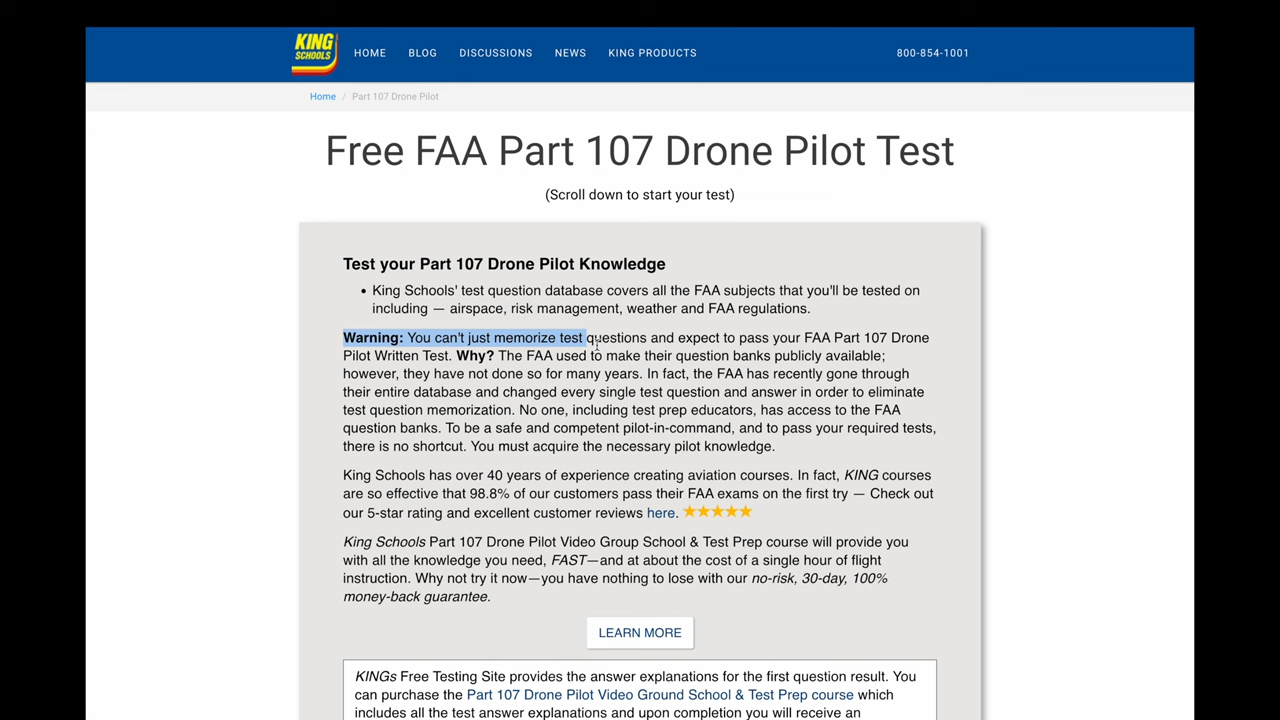 KING
SCHOOLS
HOME BLOG DISCUSSIONS NEWS KING PRODUCTS 800-854-1001
Home / Part 107 Drone Pilot
Free FAA Part 107 Drone Pilot Test
(Scroll down to start your test)
Test your Part 107 Drone Pilot Knowledge
• King Schools' test question database covers all the FAA subjects that you'll be tested on
including — airspace, risk management, weather and FAA regulations.
Warning: You can't just memorize test questions and expect to pass your FAA Part 107 Drone
Pilot Written Test. Why? The FAA used to make their question banks publicly available;
however, they have not done so for many years. In fact, the FAA has recently gone through
their entire database and changed every single test question and answer in order to eliminate
test question memorization. No one, including test prep educators, has access to the FAA
question banks. To be a safe and competent pilot-in-command, and to pass your required tests,
there is no shortcut. You must acquire the necessary pilot knowledge.
King Schools has over 40 years of experience creating aviation courses. In fact, KING courses
are so effective that 98.8% of our customers pass their FAA exams on the first try — Check out
our 5-star rating and excellent customer reviews here. ★★★★★
King Schools Part 107 Drone Pilot Video Group School & Test Prep course will provide you
with all the knowledge you need, FAST—and at about the cost of a single hour of flight
instruction. Why not try it now—you have nothing to lose with our no-risk, 30-day, 100%
money-back guarantee.
LEARN MORE
KINGs Free Testing Site provides the answer explanations for the first question result. You
can purchase the Part 107 Drone Pilot Video Ground School & Test Prep course which
includes all the test answer explanations and upon completion you will receive an